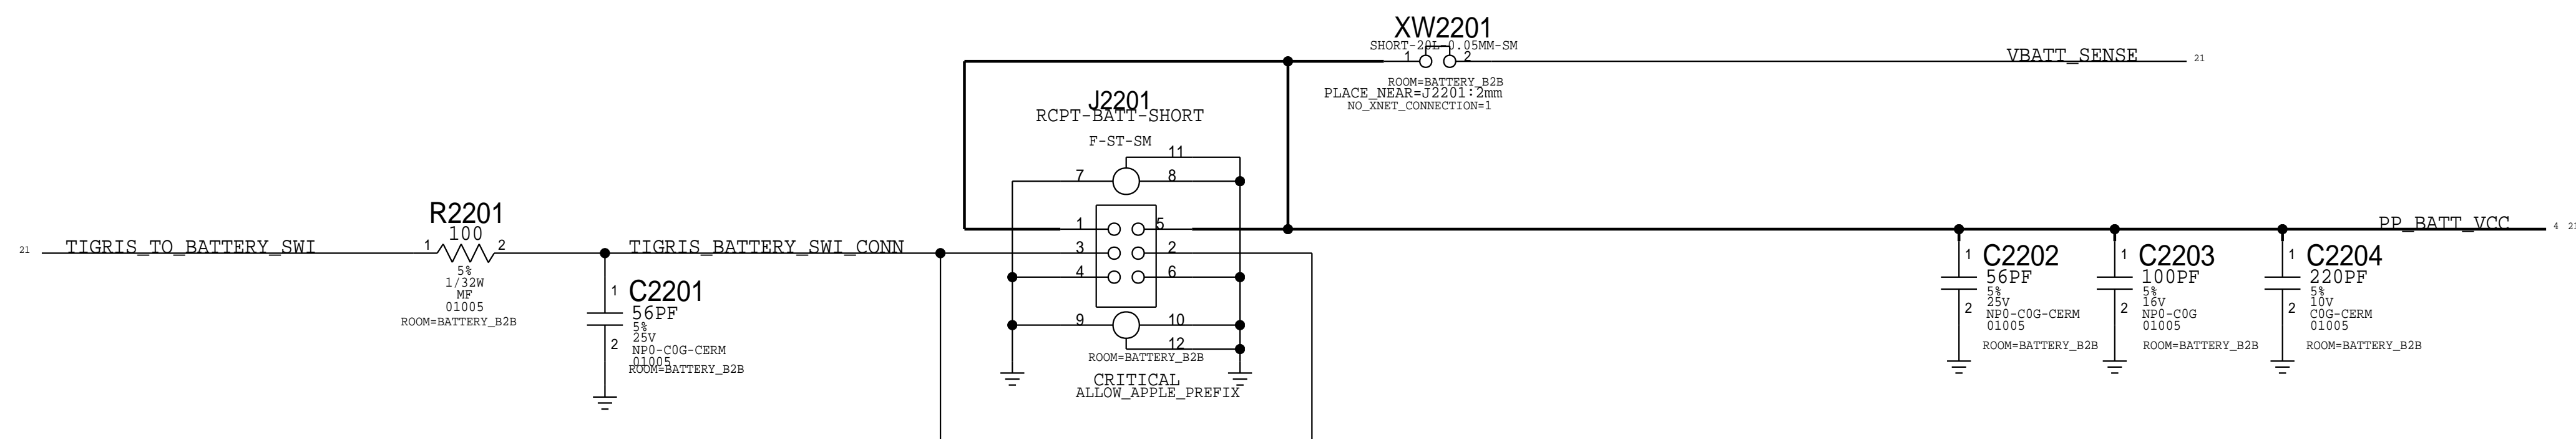 XW2201
SHORT-20L-0.05MM-SM
1 2
VBATT_SENSE 21
ROOM=BATTERY_B2B
PLACE_NEAR=J2201:2mm
NO_XNET_CONNECTION=1
J2201
RCPT-BATT-SHORT
F-ST-SM
11
7 8
1 5
3 2
4 6
9 10
12
ROOM=BATTERY_B2B
CRITICAL
ALLOW_APPLE_PREFIX
21 TIGRIS_TO_BATTERY_SWI
R2201
100
1 2
5%
1/32W
MF
01005
ROOM=BATTERY_B2B
TIGRIS_BATTERY_SWI_CONN
1
C2201
56PF
5%
25V
2
NP0-C0G-CERM
01005
ROOM=BATTERY_B2B
PP_BATT_VCC 4
1
C2202
56PF
5%
25V
2
NP0-C0G-CERM
01005
ROOM=BATTERY_B2B
1
C2203
100PF
5%
16V
2
NP0-C0G
01005
ROOM=BATTERY_B2B
1
C2204
220PF
5%
10V
2
C0G-CERM
01005
ROOM=BATTERY_B2B